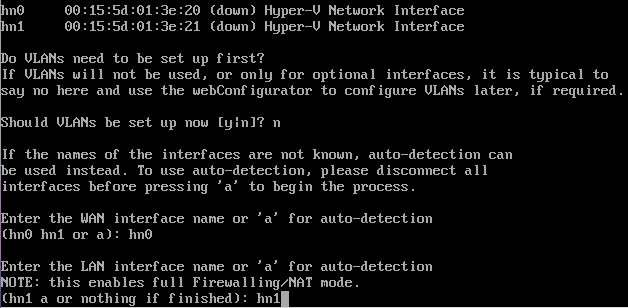 hn0 00:15:5d:01:3e:20 (down) Hyper-V Network Interface
hn1 00:15:5d:01:3e:21 (down) Hyper-V Network Interface
Do VLANs need to be set up first?
If VLANs will not be used, or only for optional interfaces, it is typical to
say no here and use the webConfigurator to configure VLANs later, if required.
Should VLANs be set up now [y|n]? n
If the names of the interfaces are not known, auto-detection can
be used instead. To use auto-detection, please disconnect all
interfaces before pressing 'a' to begin the process.
Enter the WAN interface name or 'a' for auto-detection
(hn0 hn1 or a): hn0
Enter the LAN interface name or 'a' for auto-detection
NOTE: this enables full Firewalling/NAT mode.
(hn1 a or nothing if finished): hn1